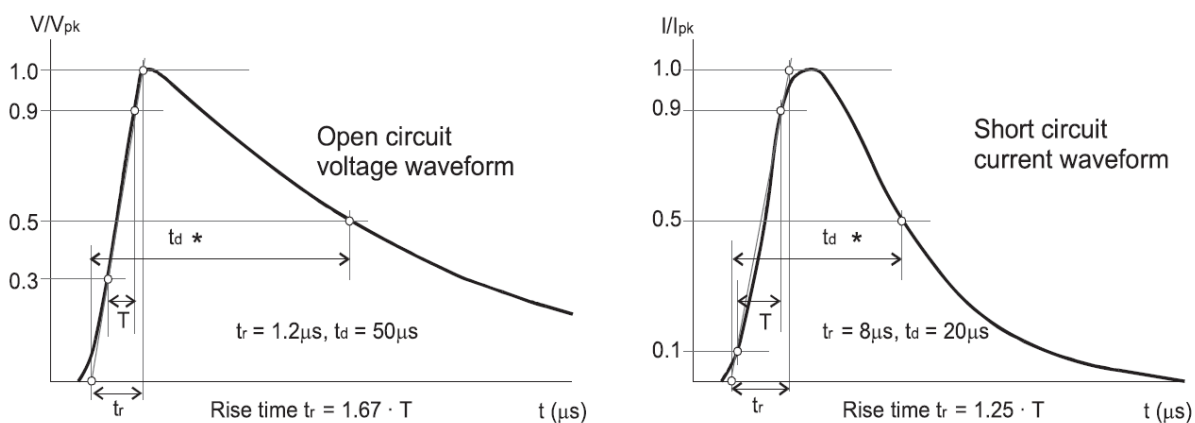 V/Vpk
1.0
0.9
Open circuit
voltage waveform
0.5
td *
0.3
T
tr = 1.2µs, td = 50µs
tr
Rise time tr = 1.67 · T
t (µs)
I/Ipk
1.0
0.9
Short circuit
current waveform
0.5
td *
T
tr = 8µs, td = 20µs
0.1
tr
Rise time tr = 1.25 · T
t (µs)